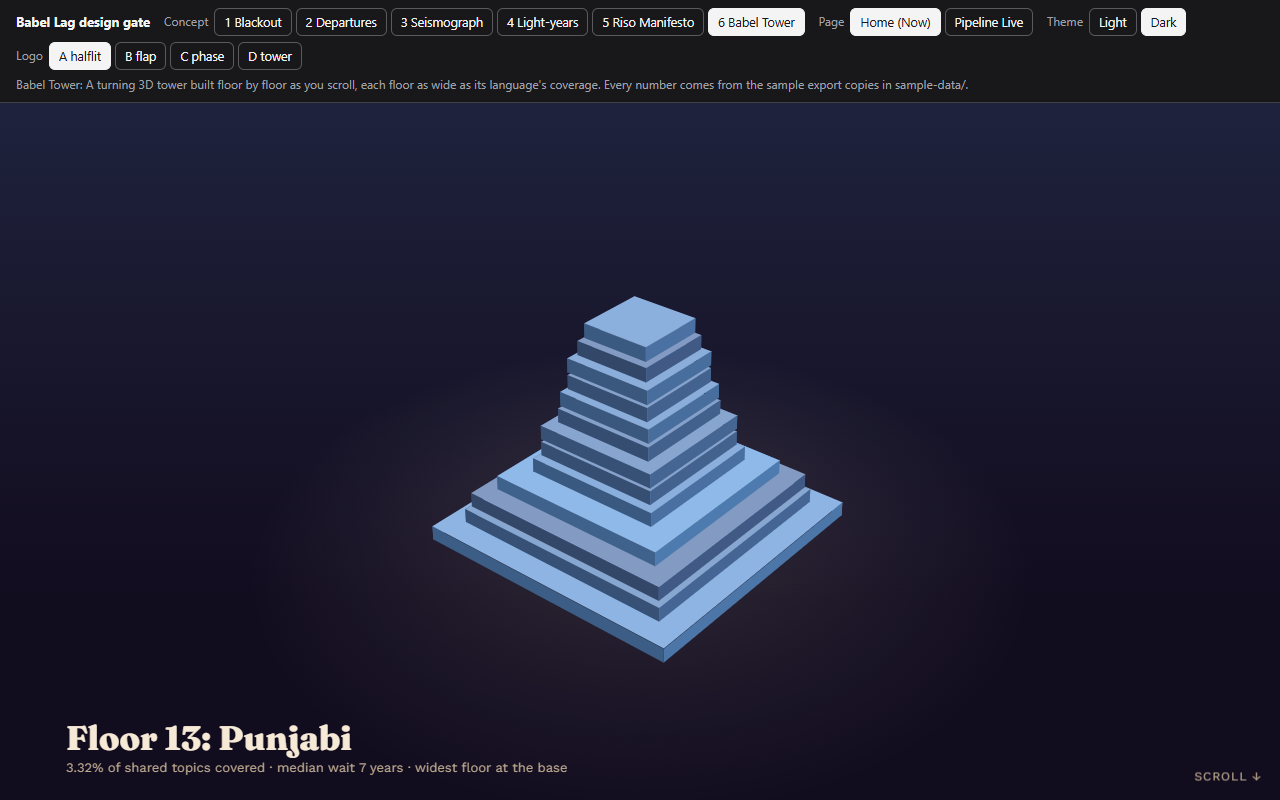 Babel Lag design gate Concept 1 Blackout 2 Departures 3 Seismograph 4 Light-years 5 Riso Manifesto 6 Babel Tower Page Home (Now) Pipeline Live Theme Light Dark
Logo A halflit B flap C phase D tower
Babel Tower: A turning 3D tower built floor by floor as you scroll, each floor as wide as its language's coverage. Every number comes from the sample export copies in sample-data/.
Floor 13: Punjabi
3.32% of shared topics covered · median wait 7 years · widest floor at the base
SCROLL ↓